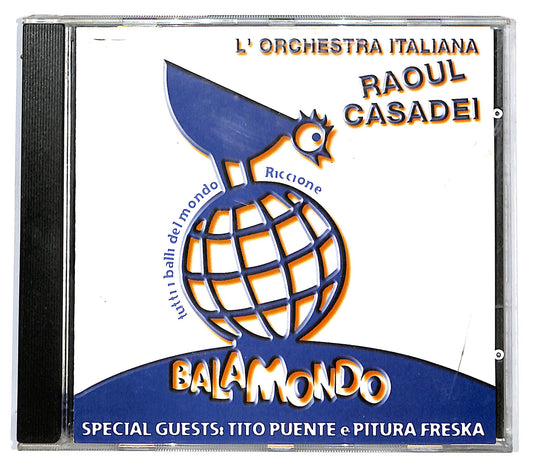 L' ORCHESTRA ITALIANA
RAOUL
CASADEI
tutti i balli del mondo
Riccione
BALAMONDO
SPECIAL GUESTS: TITO PUENTE e PITURA FRESKA